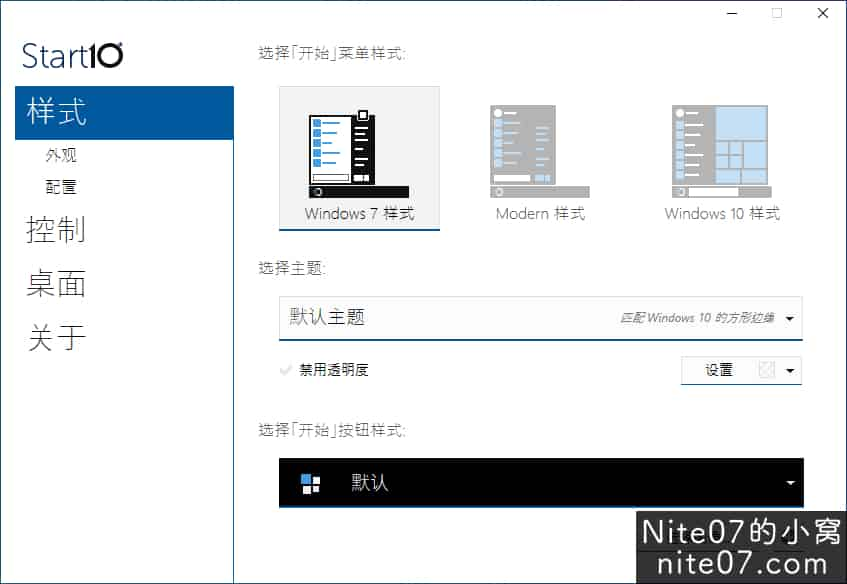 Start10
样式
外观
配置
控制
桌面
关于
选择「开始」菜单样式:
Windows 7 样式
Modern 样式
Windows 10 样式
选择主题:
默认主题
匹配 Windows 10 的方形边缘
禁用透明度
设置
选择「开始」按钮样式:
默认
Nite07的小窝
nite07.com